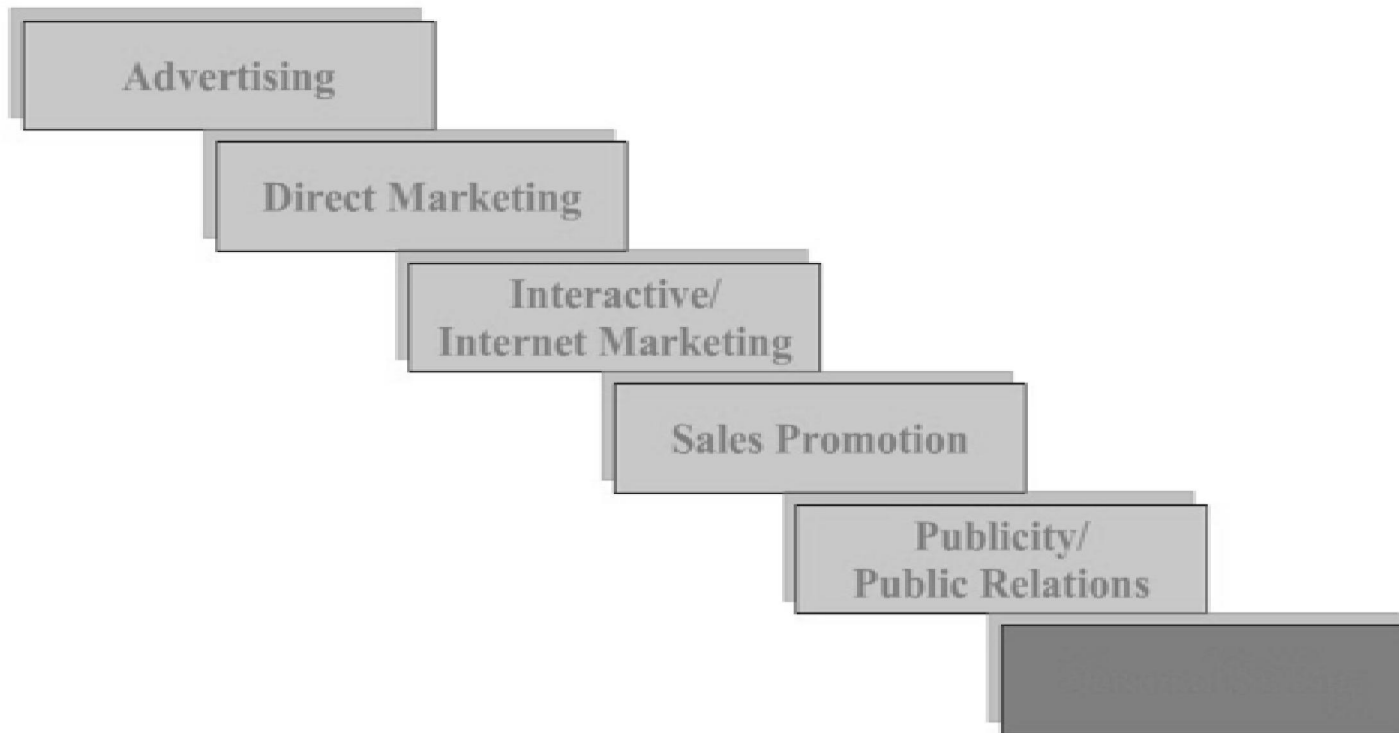 Advertising
Direct Marketing
Interactive/
Internet Marketing
Sales Promotion
Publicity/
Public Relations